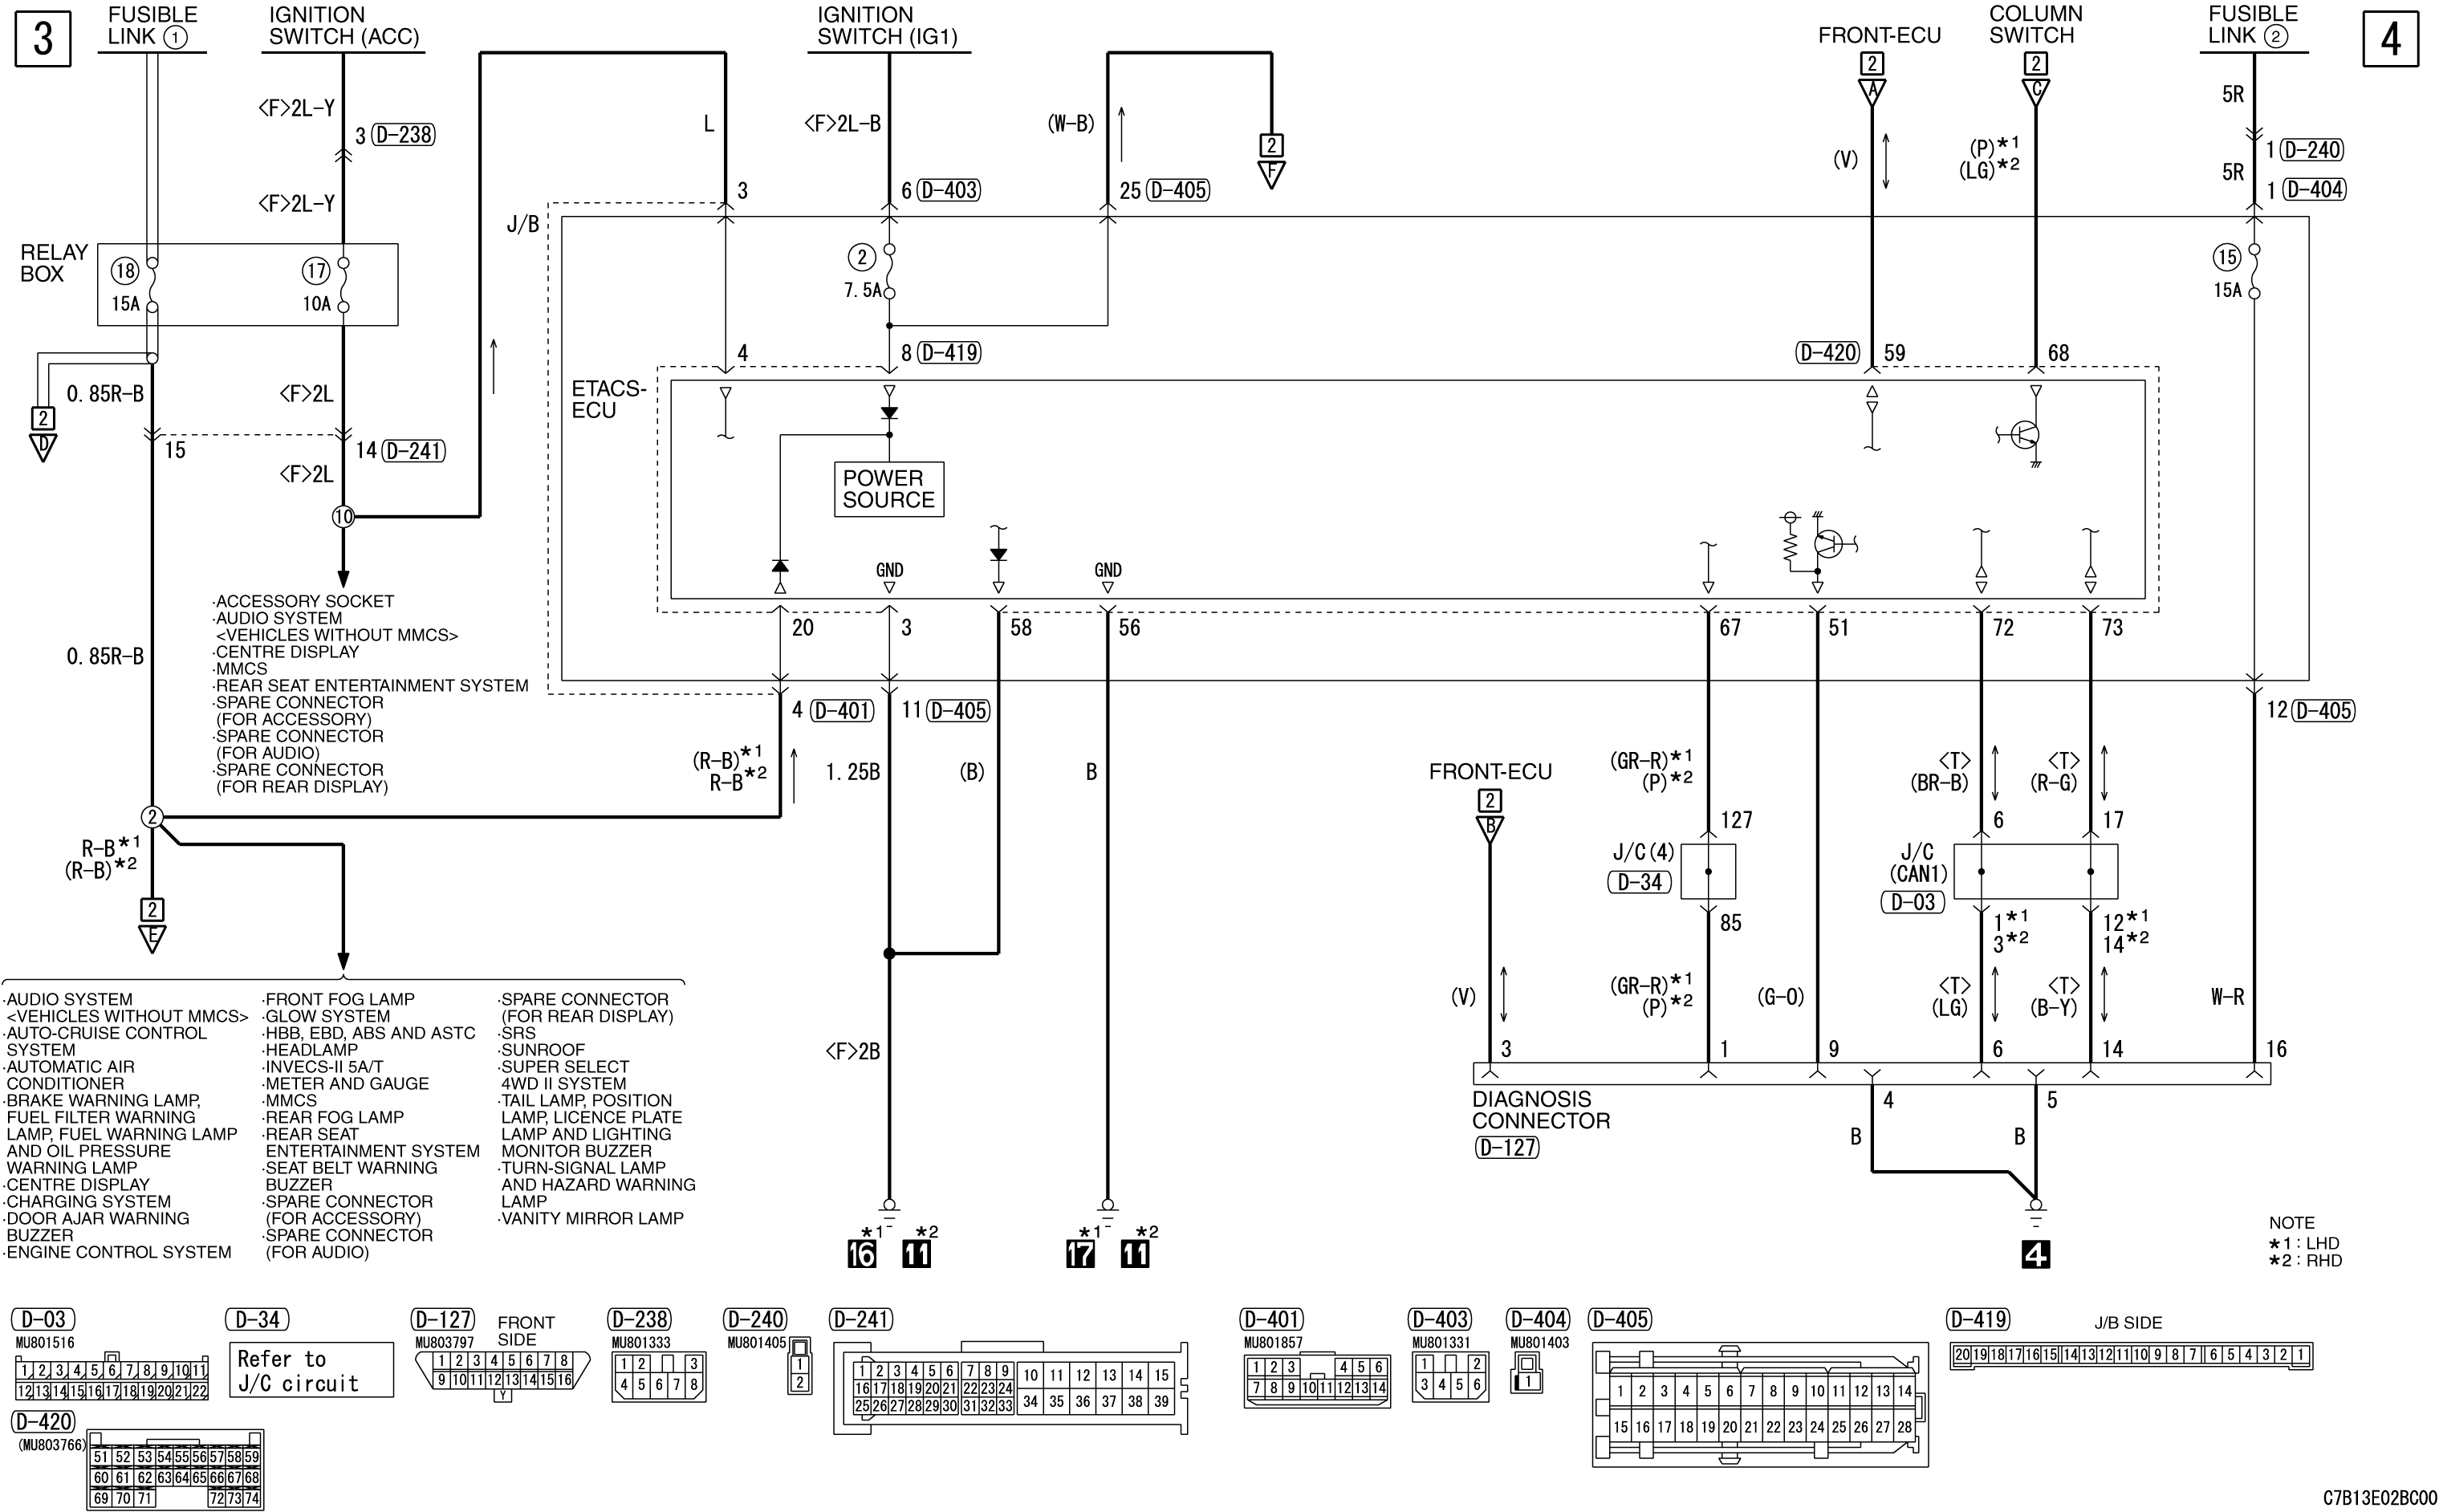 3
FUSIBLE
LINK ①
IGNITION
SWITCH (ACC)
IGNITION
SWITCH (IG1)
FRONT-ECU
COLUMN
SWITCH
FUSIBLE
LINK ②
4
2
A
2
C
<F>2L-Y
3 D-238
<F>2L-Y
L
<F>2L-B
(W-B)
2
F
(V)
(P)*1
(LG)*2
5R
1 D-240
5R
1 D-404
3
6 D-403
25 D-405
J/B
RELAY
BOX
18
15A
17
10A
2
7.5A
15
15A
4
8 D-419
D-420 59
68
ETACS-
ECU
0.85R-B
<F>2L
2
D
15
14 D-241
<F>2L
10
POWER
SOURCE
GND
GND
·ACCESSORY SOCKET
·AUDIO SYSTEM
<VEHICLES WITHOUT MMCS>
·CENTRE DISPLAY
·MMCS
·REAR SEAT ENTERTAINMENT SYSTEM
·SPARE CONNECTOR
(FOR ACCESSORY)
·SPARE CONNECTOR
(FOR AUDIO)
·SPARE CONNECTOR
(FOR REAR DISPLAY)
0.85R-B
20
3
58
56
67
51
72
73
4 D-401
11 D-405
12 D-405
(R-B)*1
R-B*2
1.25B
(B)
B
FRONT-ECU
2
B
(GR-R)*1
(P)*2
<T>
(BR-B)
<T>
(R-G)
127
6
17
J/C(4)
D-34
J/C
(CAN1)
D-03
85
1*1
3*2
12*1
14*2
2
R-B*1
(R-B)*2
2
E
(V)
(GR-R)*1
(P)*2
(G-O)
<T>
(LG)
<T>
(B-Y)
W-R
<F>2B
3
1
9
6
14
16
DIAGNOSIS
CONNECTOR
D-127
4
5
B
B
·AUDIO SYSTEM
<VEHICLES WITHOUT MMCS>
·AUTO-CRUISE CONTROL
SYSTEM
·AUTOMATIC AIR
CONDITIONER
·BRAKE WARNING LAMP,
FUEL FILTER WARNING
LAMP, FUEL WARNING LAMP
AND OIL PRESSURE
WARNING LAMP
·CENTRE DISPLAY
·CHARGING SYSTEM
·DOOR AJAR WARNING
BUZZER
·ENGINE CONTROL SYSTEM
·FRONT FOG LAMP
·GLOW SYSTEM
·HBB, EBD, ABS AND ASTC
·HEADLAMP
·INVECS-II 5A/T
·METER AND GAUGE
·MMCS
·REAR FOG LAMP
·REAR SEAT
ENTERTAINMENT SYSTEM
·SEAT BELT WARNING
BUZZER
·SPARE CONNECTOR
(FOR ACCESSORY)
·SPARE CONNECTOR
(FOR AUDIO)
·SPARE CONNECTOR
(FOR REAR DISPLAY)
·SRS
·SUNROOF
·SUPER SELECT
4WD II SYSTEM
·TAIL LAMP, POSITION
LAMP, LICENCE PLATE
LAMP AND LIGHTING
MONITOR BUZZER
·TURN-SIGNAL LAMP
AND HAZARD WARNING
LAMP
·VANITY MIRROR LAMP
*1 *2
16 11
*1 *2
17 11
4
NOTE
*1 : LHD
*2 : RHD
D-03
MU801516
1 2 3 4 5 6 7 8 9 10 11
12 13 14 15 16 17 18 19 20 21 22
D-34
Refer to
J/C circuit
D-127
MU803797
FRONT
SIDE
1 2 3 4 5 6 7 8
9 10 11 12 13 14 15 16
Y
D-238
MU801333
1 2 3
4 5 6 7 8
D-240
MU801405
1
2
D-241
1 2 3 4 5 6 7 8 9 10 11 12 13 14 15
16 17 18 19 20 21 22 23 24
25 26 27 28 29 30 31 32 33 34 35 36 37 38 39
D-401
MU801857
1 2 3 4 5 6
7 8 9 10 11 12 13 14
D-403
MU801331
1 2
3 4 5 6
D-404
MU801403
1
D-405
1 2 3 4 5 6 7 8 9 10 11 12 13 14
15 16 17 18 19 20 21 22 23 24 25 26 27 28
D-419
J/B SIDE
20 19 18 17 16 15 14 13 12 11 10 9 8 7 6 5 4 3 2 1
D-420
(MU803766)
51 52 53 54 55 56 57 58 59
60 61 62 63 64 65 66 67 68
69 70 71 72 73 74
C7B13E02BC00